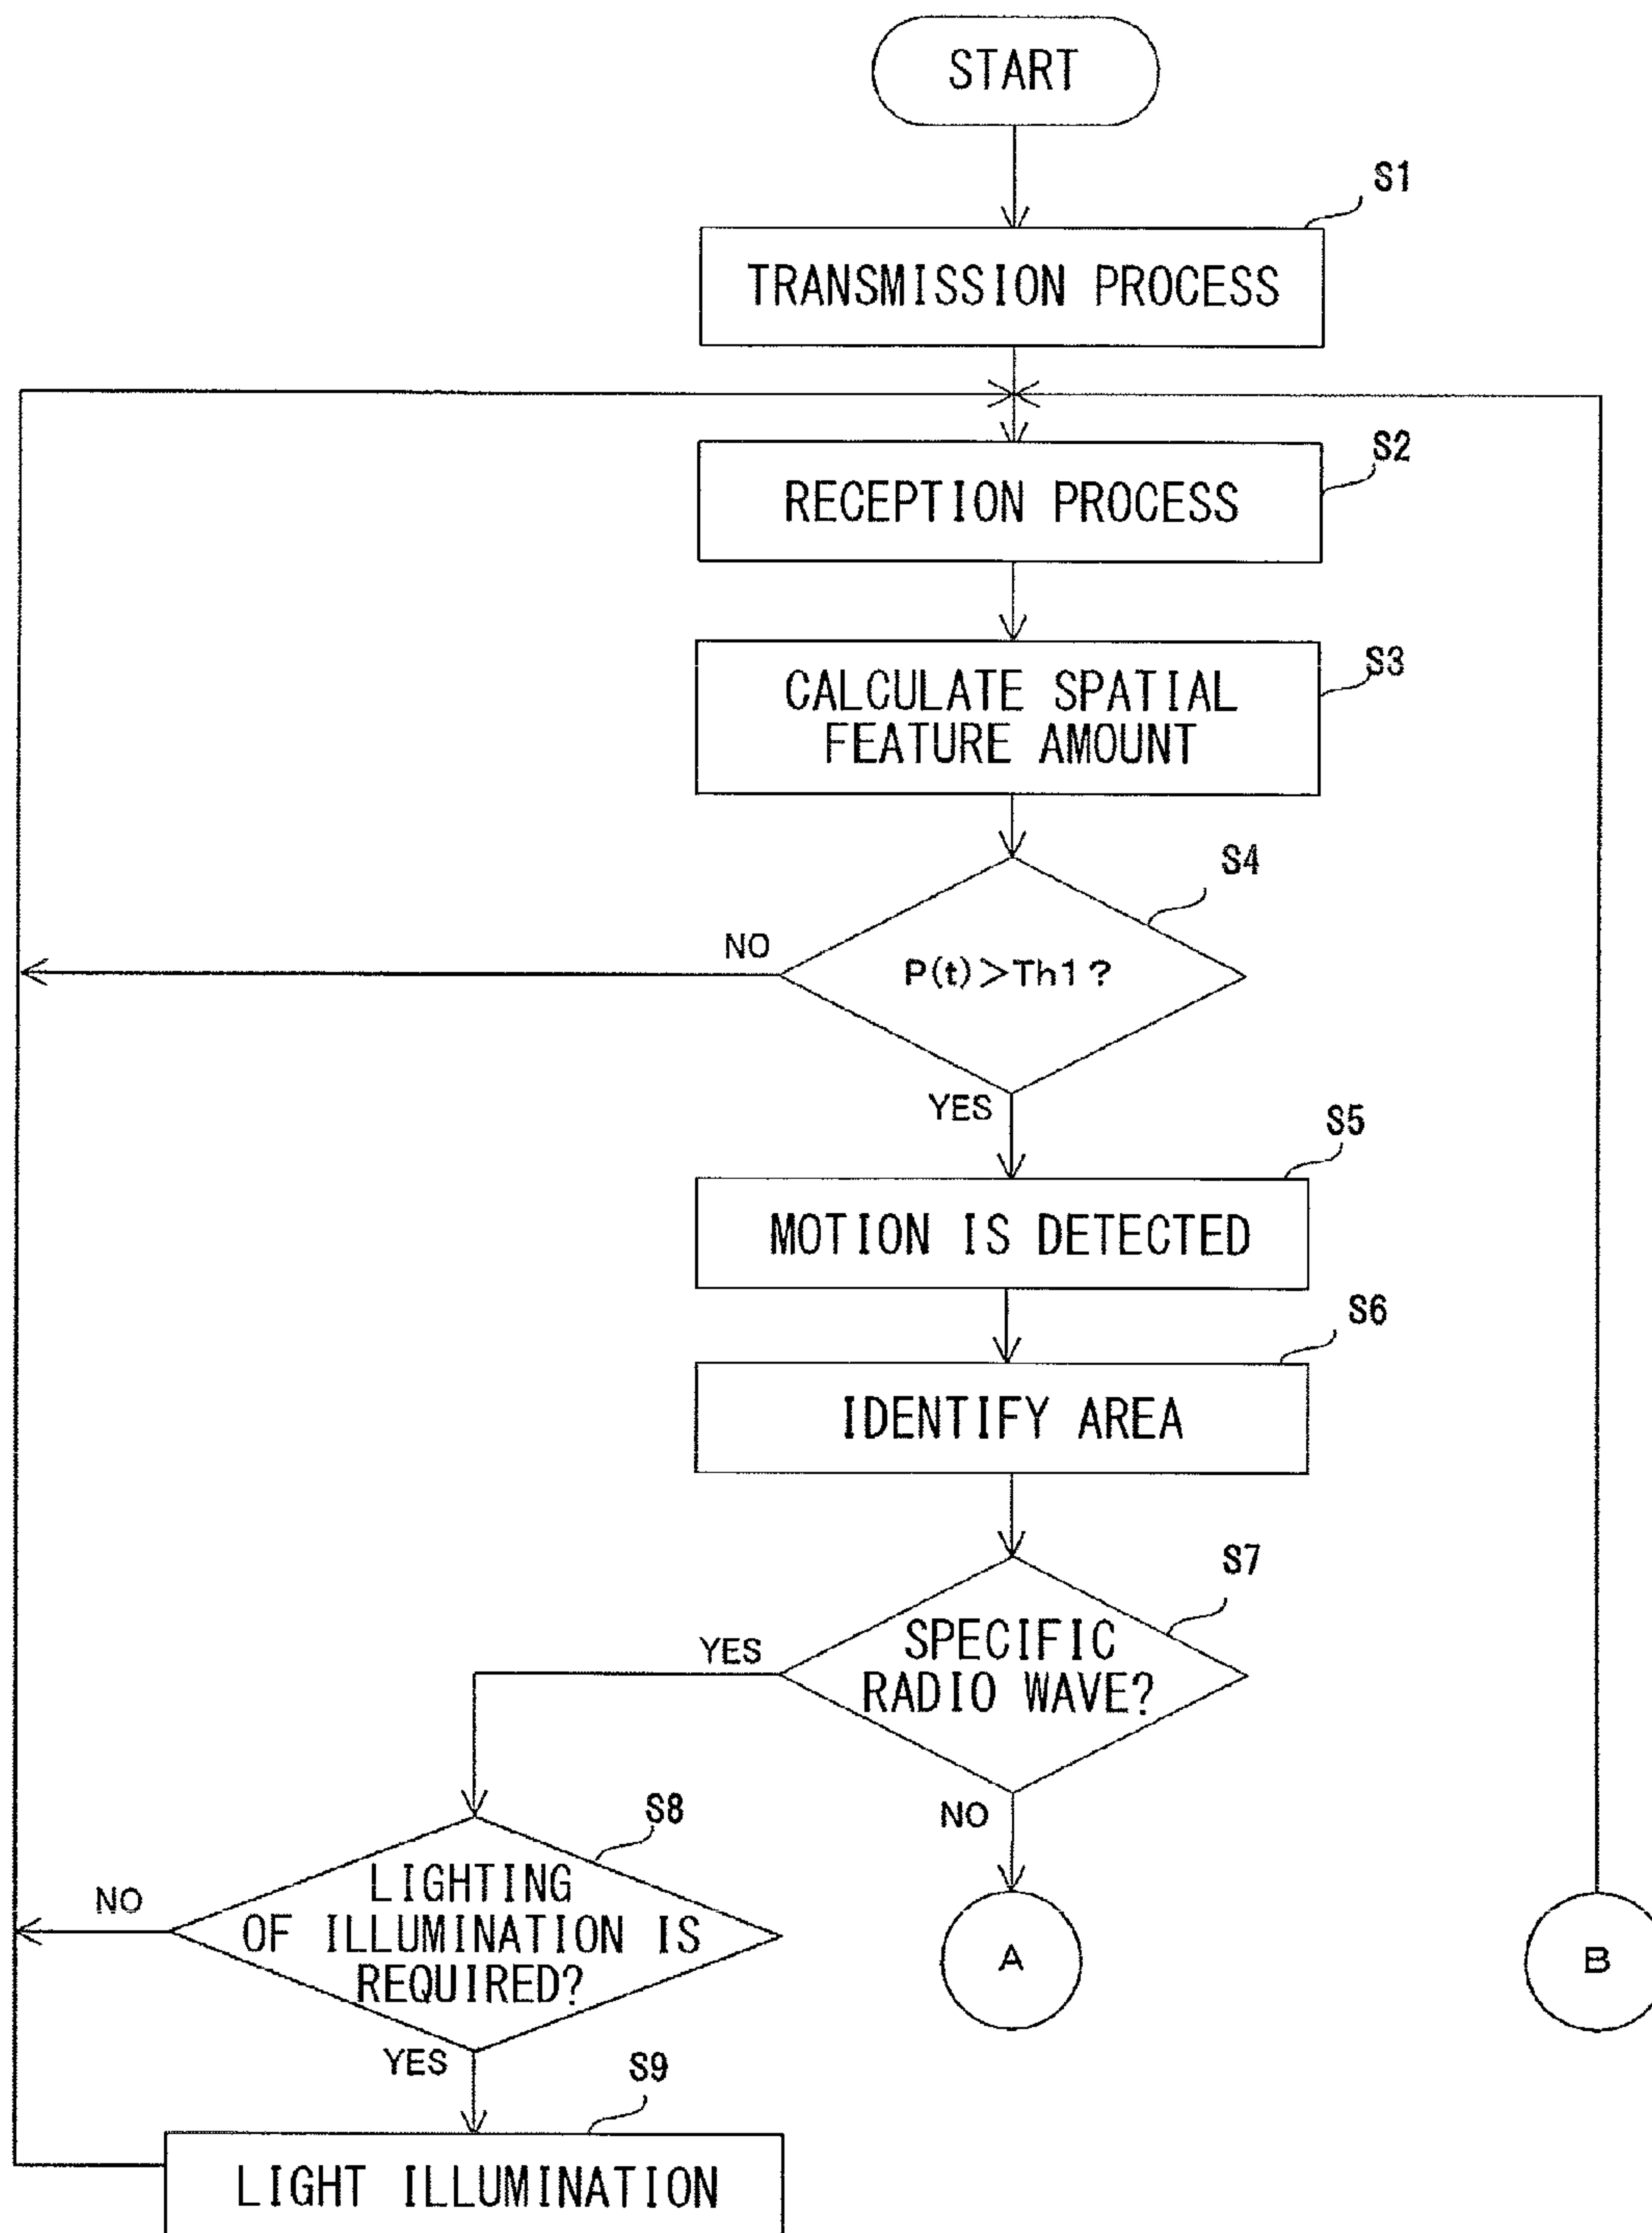 START
S1
TRANSMISSION PROCESS
S2
RECEPTION PROCESS
S3
CALCULATE SPATIAL
FEATURE AMOUNT
S4
NO
P(t)>Th1?
YES
S5
MOTION IS DETECTED
S6
IDENTIFY AREA
S7
YES
SPECIFIC
RADIO WAVE?
NO
S8
NO
LIGHTING
OF ILLUMINATION IS
REQUIRED?
A
B
YES
S9
LIGHT ILLUMINATION